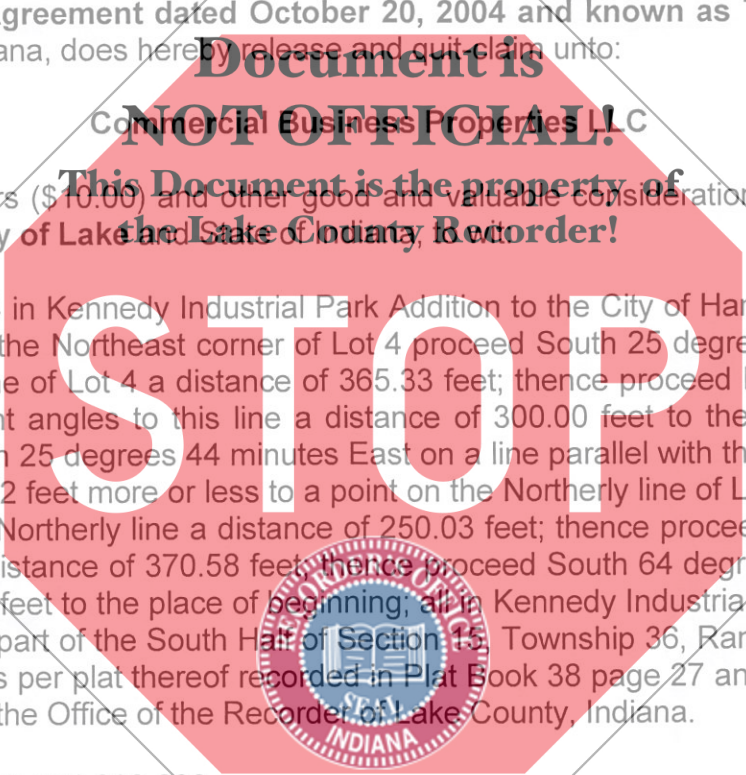 greement dated October 20, 2004 and known as
ana, does hereby release and quit-claim unto:
Document is
Commercial Business Properties LLC
NOT OFFICIAL!
This Document is the property of
rs ($10.00) and other good and valuable consideration
the Lake County Recorder!
y of Lake and State of Indiana, to wit:
in Kennedy Industrial Park Addition to the City of Ha
the Northeast corner of Lot 4 proceed South 25 degre
ne of Lot 4 a distance of 365.33 feet; thence proceed
nt angles to this line a distance of 300.00 feet to the
25 degrees 44 minutes East on a line parallel with th
2 feet more or less to a point on the Northerly line of L
Northerly line a distance of 250.03 feet; thence procee
istance of 370.58 feet; thence proceed South 64 degr
feet to the place of beginning, all in Kennedy Industria
part of the South Half of Section 15, Township 36, Ra
s per plat thereof recorded in Plat Book 38 page 27 an
the Office of the Recorder of Lake County, Indiana.
STOP
RECORDER'S OFFICE
SEAL
INDIANA